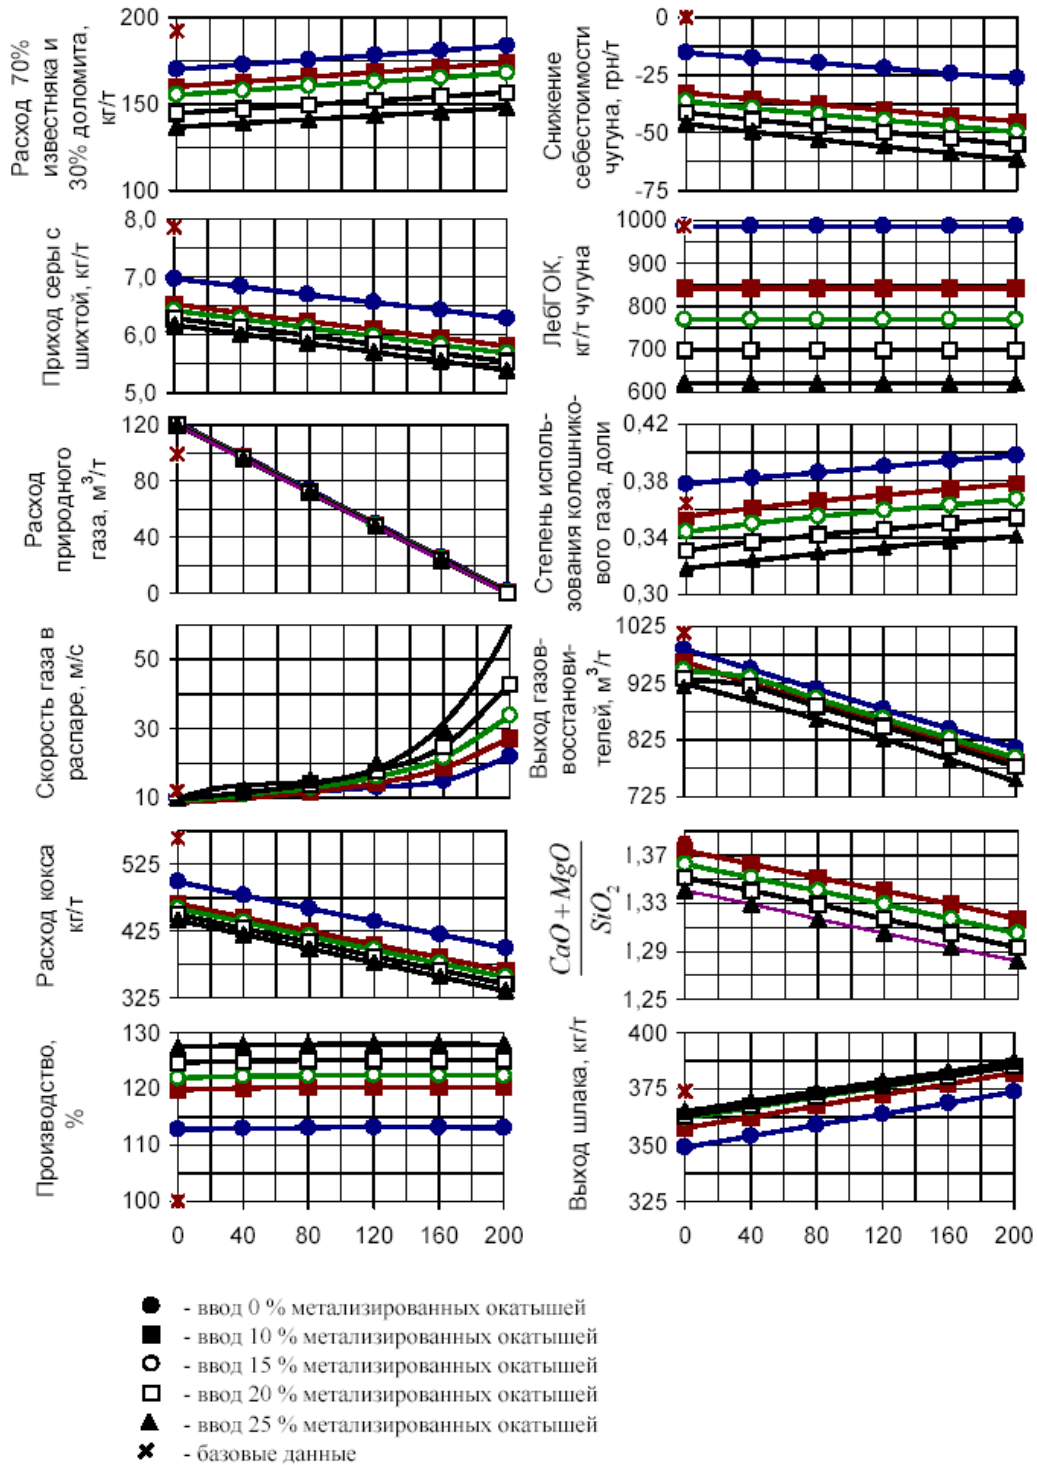 Расход 70%
известняка и
30% доломита,
кг/т
200
150
100
Снижение
себестоимости
чугуна, грн/т
0
-25
-50
-75
Приход серы с
шихтой, кг/т
8,0
7,0
6,0
5,0
ЛебГОК,
кг/т чугуна
1000
900
800
700
600
Расход
природного
газа, м³/т
120
80
40
0
Степень исполь-
зования колошнико-
вого газа, доли
0,42
0,38
0,34
0,30
Скорость газа в
распаре, м/с
50
30
10
Выход газов-
восстанови-
телей, м³/т
1025
925
825
725
Расход кокса
кг/т
525
425
325
CaO + MgO
SiO₂
1,37
1,33
1,29
1,25
Производство,
%
130
120
110
100
0 40 80 120 160 200
Выход шлака, кг/т
400
375
350
325
0 40 80 120 160 200
- ввод 0 % метализированных окатышей
- ввод 10 % метализированных окатышей
- ввод 15 % метализированных окатышей
- ввод 20 % метализированных окатышей
- ввод 25 % метализированных окатышей
- базовые данные